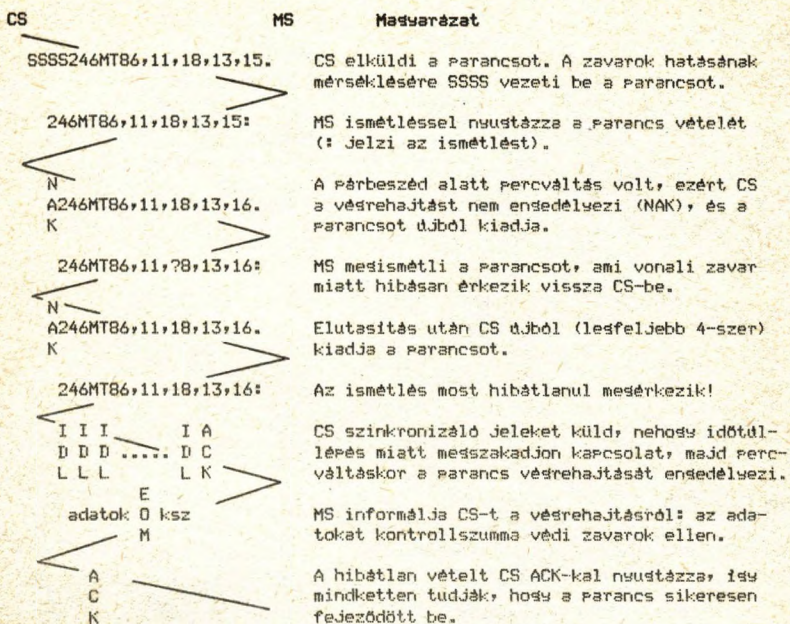 CS MS Magyarázat
SSSS246MT86,11,18,13,15. CS elküldi a parancsot. A zavarok hatásának
mérséklésére SSSS vezeti be a parancsot.
246MT86,11,18,13,15: MS ismétléssel nyugtázza a parancs vételét
(: jelzi az ismétlést).
N A párbeszéd alatt percváltás volt, ezért CS
A246MT86,11,18,13,16. a végrehajtást nem engedélyezi (NAK), és a
K parancsot újból kiadja.
246MT86,11,?8,13,16: MS megismétli a parancsot, ami vonali zavar
miatt hibásan érkezik vissza CS-be.
N
A246MT86,11,18,13,16. Elutasítás után CS újból (legfeljebb 4-szer)
K kiadja a parancsot.
246MT86,11,18,13,16: Az ismétlés most hibátlanul megérkezik!
I I I I A CS szinkronizáló jeleket küld, nehogy időtúl-
D D D ..... D C lépés miatt megszakadjon kapcsolat, majd perc-
L L L L K váltáskor a parancs végrehajtását engedélyezi.
E
adatok O ksz MS informálja CS-t a végrehajtásról: az ada-
M tokat kontrollszumma védi zavarok ellen.
A A hibátlan vételt CS ACK-kal nyugtázza, így
C mindketten tudják, hogy a parancs sikeresen
K fejeződött be.